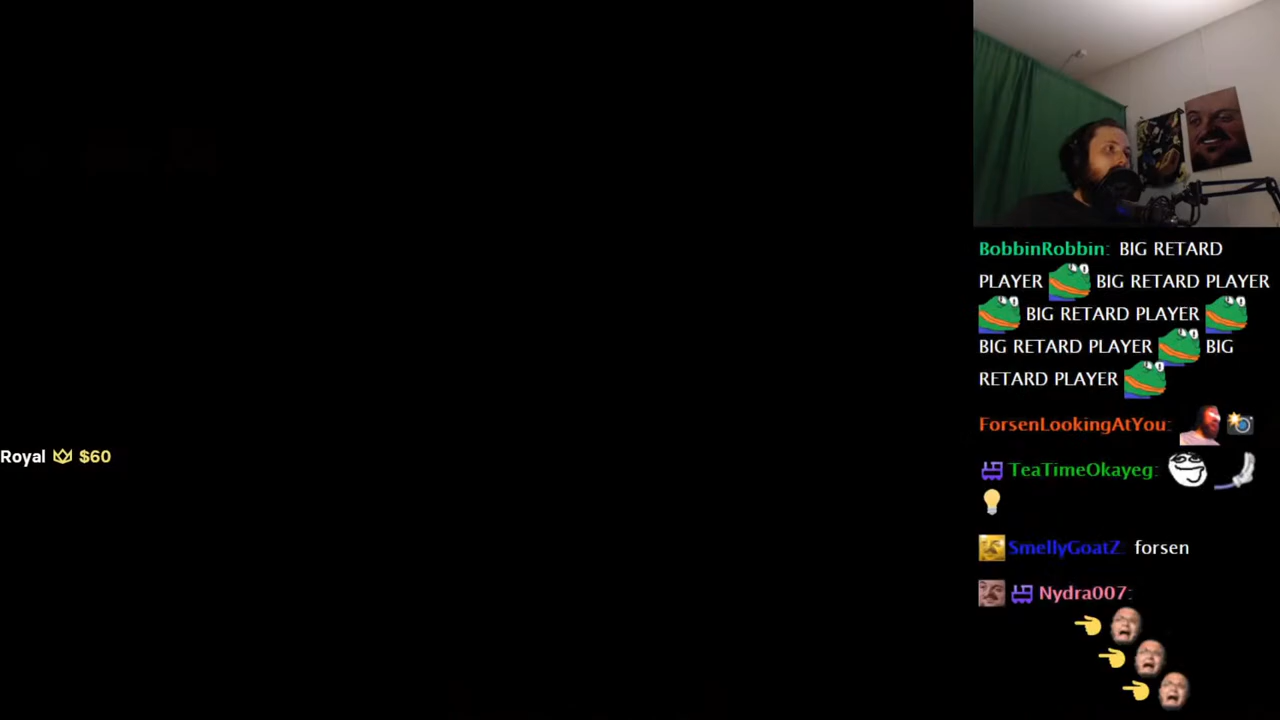 BobbinRobbin: BIG RETARD
PLAYER BIG RETARD PLAYER
BIG RETARD PLAYER
BIG RETARD PLAYER BIG
RETARD PLAYER
ForsenLookingAtYou:
Royal $60
TeaTimeOkayeg:
SmellyGoatZ: forsen
Nydra007: